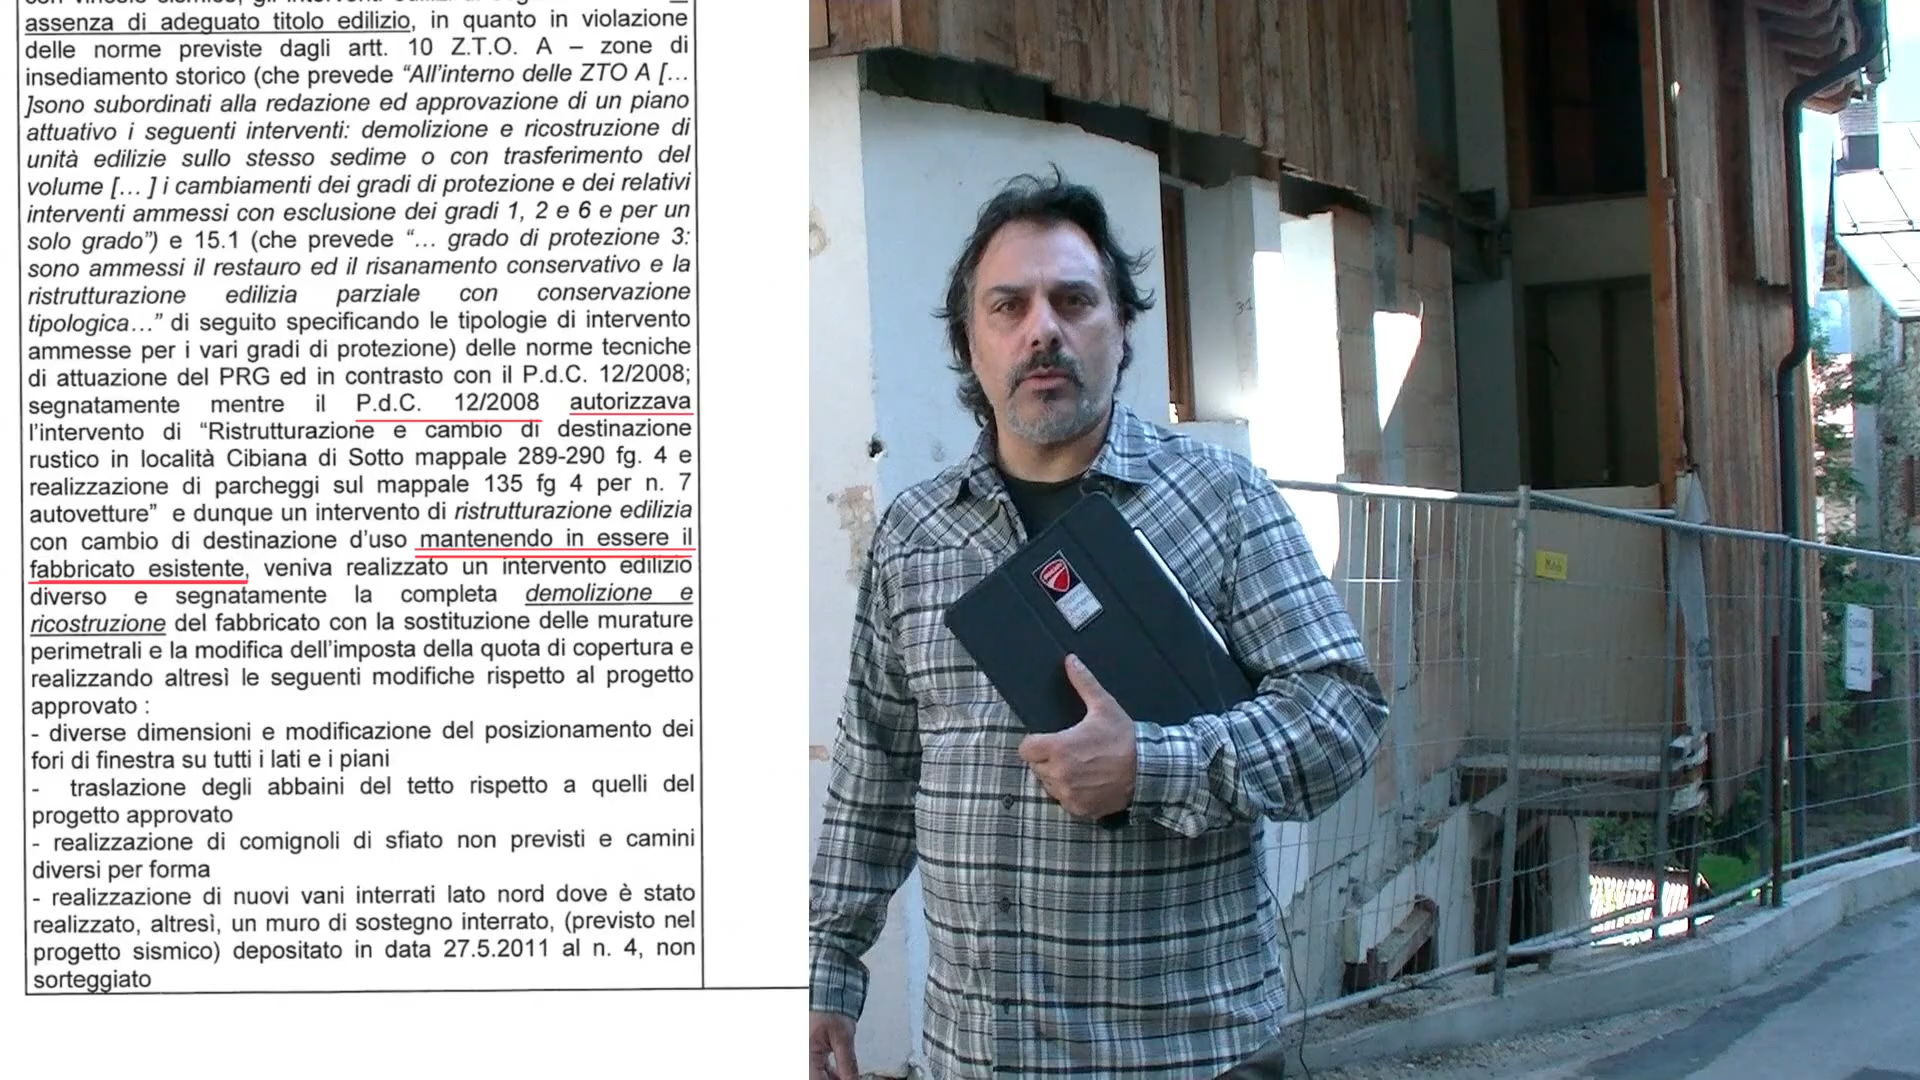 assenza di adeguato titolo edilizio, in quanto in violazione
delle norme previste dagli artt. 10 Z.T.O. A – zone di
insediamento storico (che prevede “All’interno delle ZTO A [...
]sono subordinati alla redazione ed approvazione di un piano
attuativo i seguenti interventi: demolizione e ricostruzione di
unità edilizie sullo stesso sedime o con trasferimento del
volume [... ] i cambiamenti dei gradi di protezione e dei relativi
interventi ammessi con esclusione dei gradi 1, 2 e 6 e per un
solo grado”) e 15.1 (che prevede “... grado di protezione 3:
sono ammessi il restauro ed il risanamento conservativo e la
ristrutturazione edilizia parziale con conservazione
tipologica...” di seguito specificando le tipologie di intervento
ammesse per i vari gradi di protezione) delle norme tecniche
di attuazione del PRG ed in contrasto con il P.d.C. 12/2008;
segnatamente mentre il P.d.C. 12/2008 autorizzava
l’intervento di “Ristrutturazione e cambio di destinazione
rustico in località Cibiana di Sotto mappale 289-290 fg. 4 e
realizzazione di parcheggi sul mappale 135 fg 4 per n. 7
autovetture” e dunque un intervento di ristrutturazione edilizia
con cambio di destinazione d’uso mantenendo in essere il
fabbricato esistente, veniva realizzato un intervento edilizio
diverso e segnatamente la completa demolizione e
ricostruzione del fabbricato con la sostituzione delle murature
perimetrali e la modifica dell’imposta della quota di copertura e
realizzando altresì le seguenti modifiche rispetto al progetto
approvato :
- diverse dimensioni e modificazione del posizionamento dei
fori di finestra su tutti i lati e i piani
- traslazione degli abbaini del tetto rispetto a quelli del
progetto approvato
- realizzazione di comignoli di sfiato non previsti e camini
diversi per forma
- realizzazione di nuovi vani interrati lato nord dove è stato
realizzato, altresì, un muro di sostegno interrato, (previsto nel
progetto sismico) depositato in data 27.5.2011 al n. 4, non
sorteggiato
31